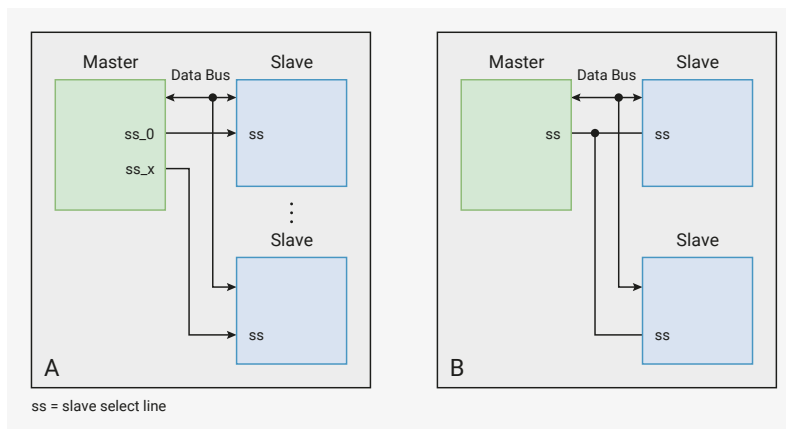 Master
Data Bus
Slave
ss_0
ss
ss_x
Slave
ss
A
Master
Data Bus
Slave
ss
ss
Slave
ss
B
ss = slave select line